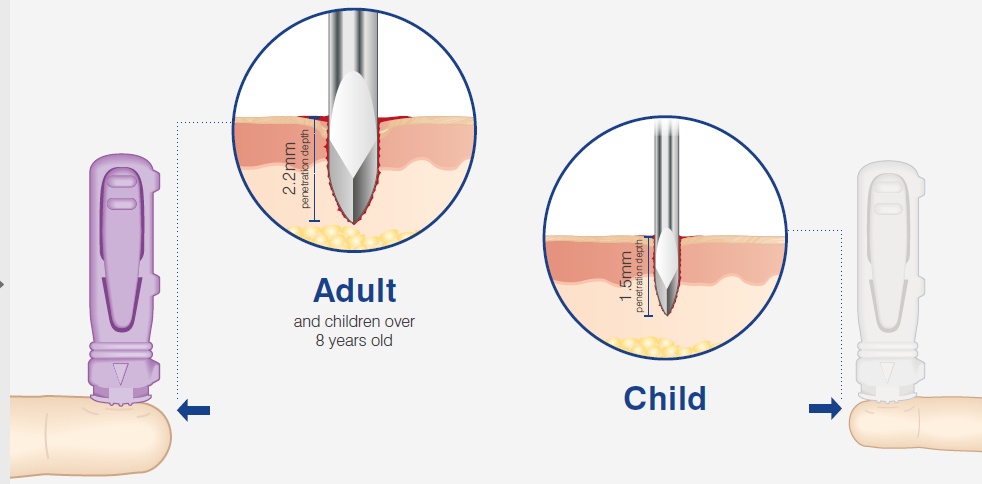 2.2mm
penetration depth
Adult
and children over
8 years old
1.5mm
penetration depth
Child